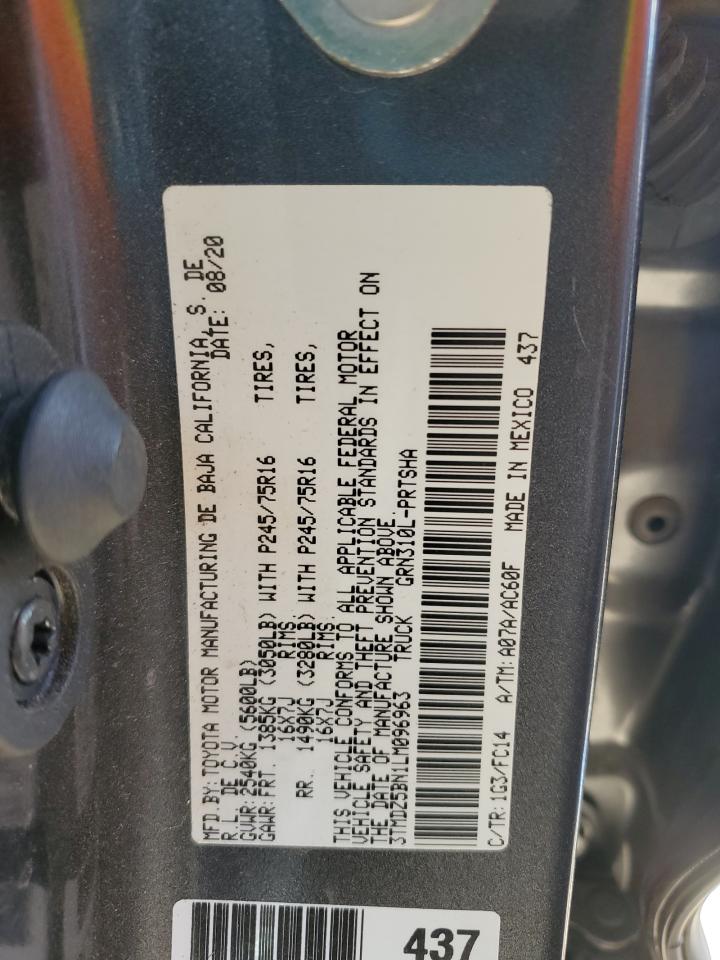 MFD.BY:TOYOTA MOTOR MANUFACTURING DE BAJA CALIFORNIA, S. DE
R.L. DE C.V. DATE: 08/20
GVWR:2540KG (5600LB)
GAWR:FRT. 1385KG (3050LB) WITH P245/75R16 TIRES,
16X7J RIMS
RR. 1490KG (3280LB) WITH P245/75R16 TIRES,
16X7J RIMS
THIS VEHICLE CONFORMS TO ALL APPLICABLE FEDERAL MOTOR
VEHICLE SAFETY AND THEFT PREVENTION STANDARDS IN EFFECT ON
THE DATE OF MANUFACTURE SHOWN ABOVE.
3TMDZ5BN1LM096963 TRUCK GRN310L-PRTSHA
C/TR: 1G3/FC14 A/TM: A07A/AC60F MADE IN MEXICO 437
437